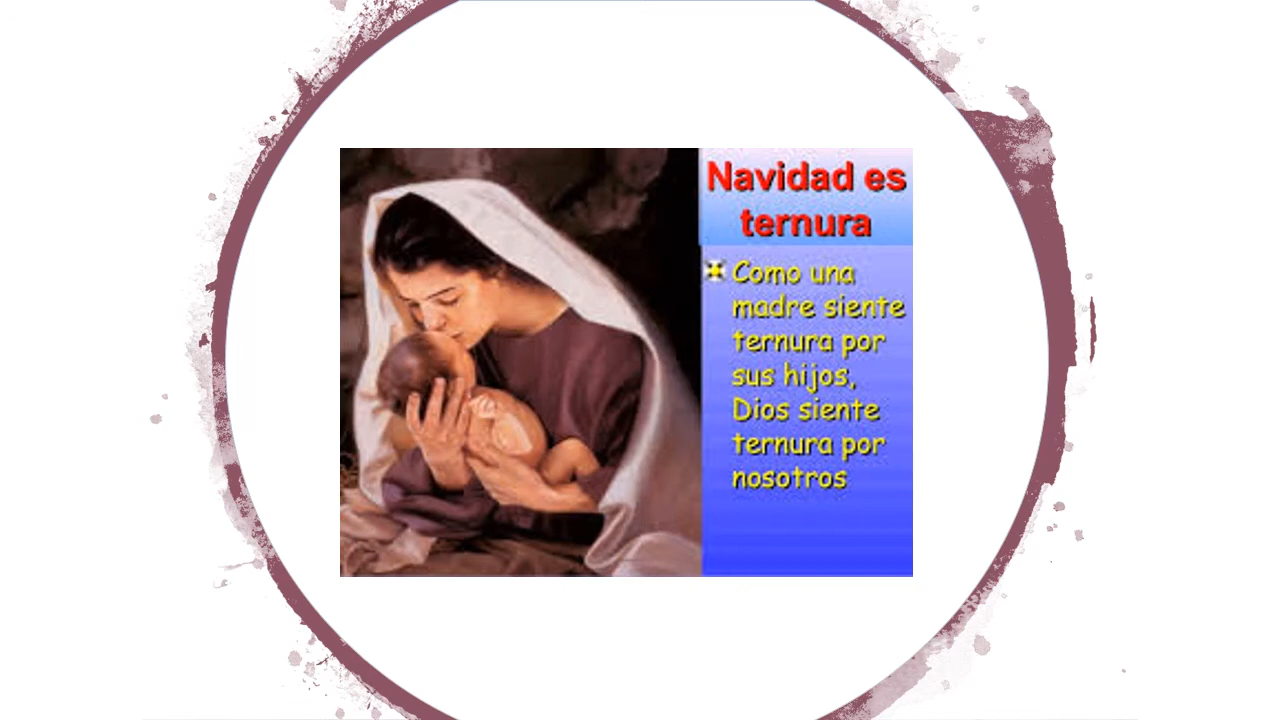 Navidad es
ternura
Como una
madre siente
ternura por
sus hijos,
Dios siente
ternura por
nosotros